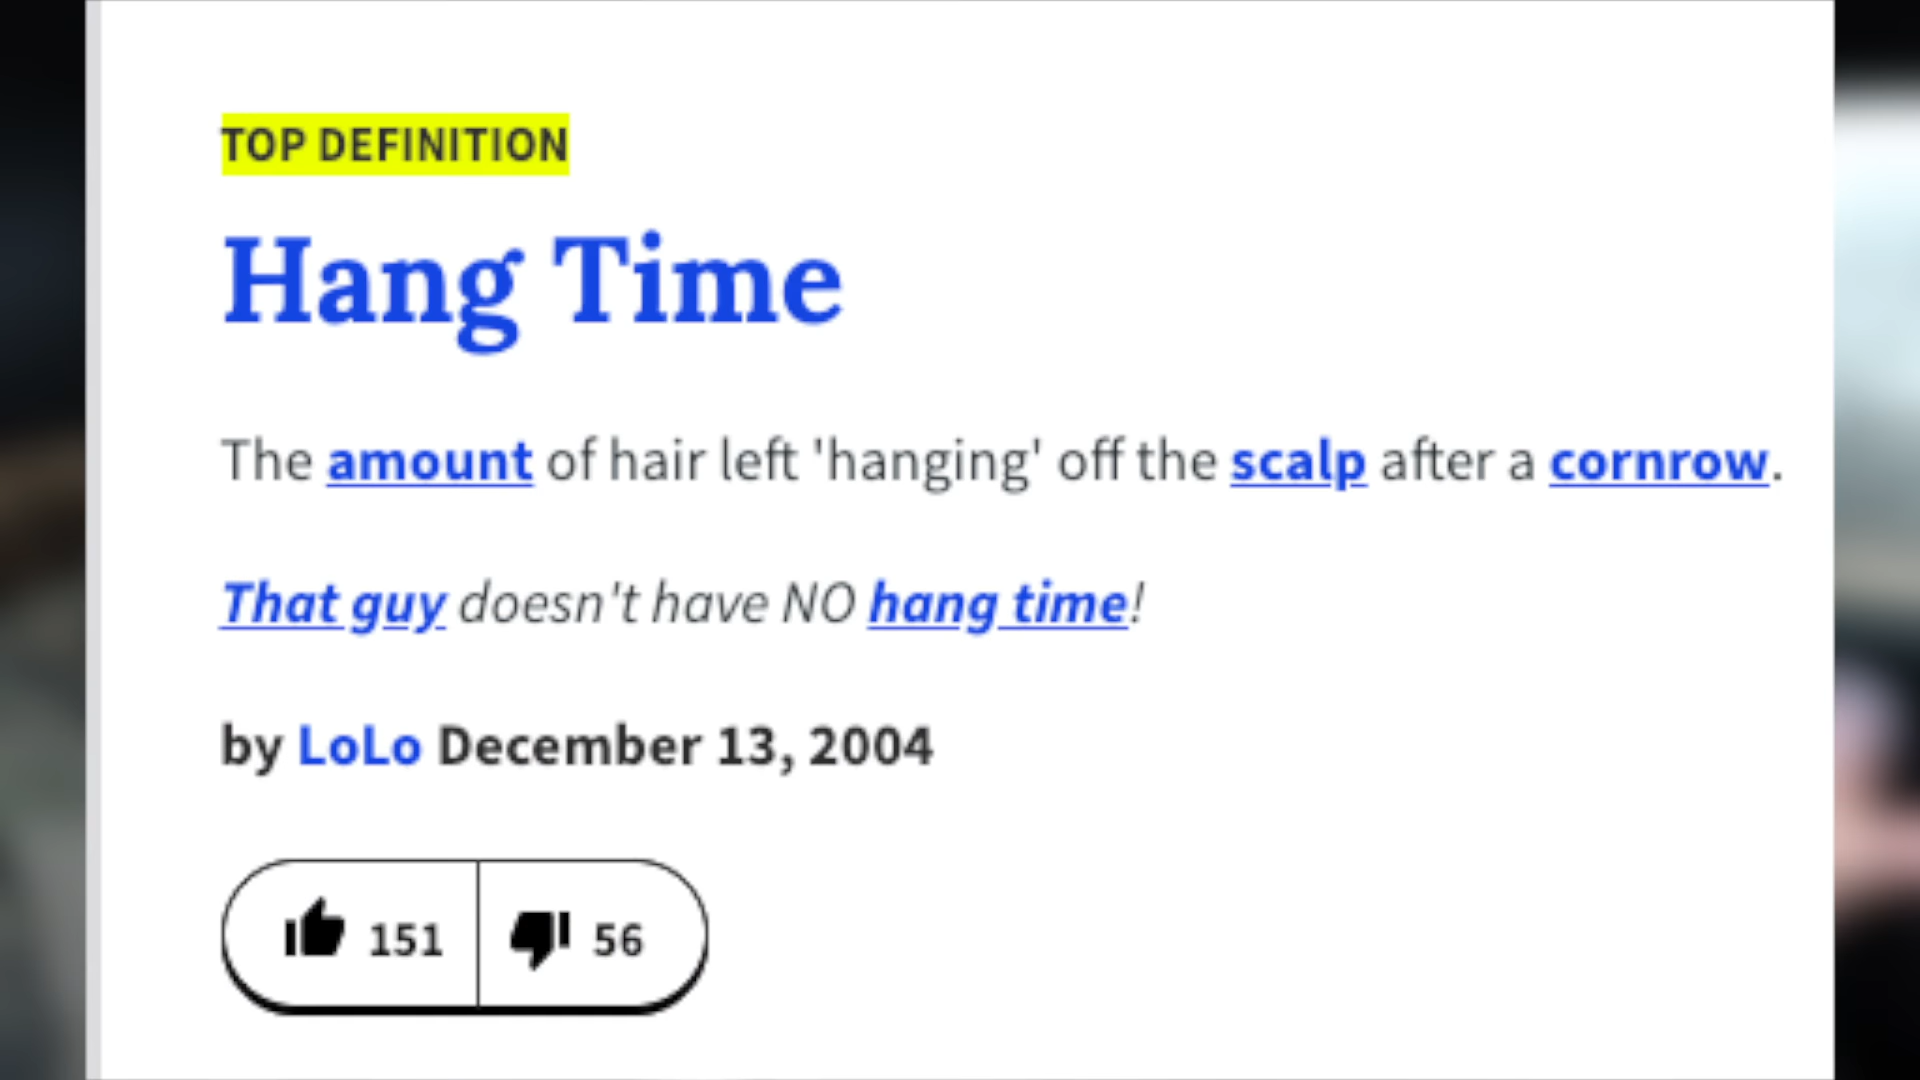 TOP DEFINITION
Hang Time
The amount of hair left 'hanging' off the scalp after a cornrow.
That guy doesn't have NO hang time!
by LoLo December 13, 2004
151 56